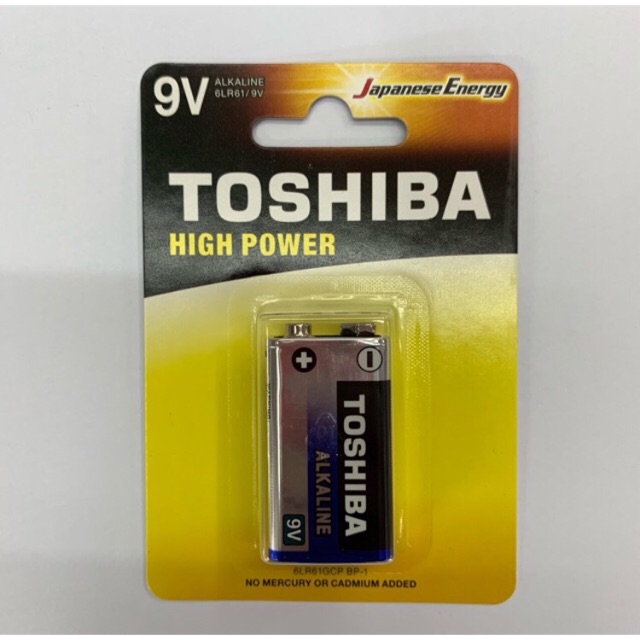 9V
ALKALINE
6LR61/9V
Japanese Energy
TOSHIBA
HIGH POWER
+
−
TOSHIBA
ALKALINE
9V
6LR61GCP BP-1
NO MERCURY OR CADMIUM ADDED